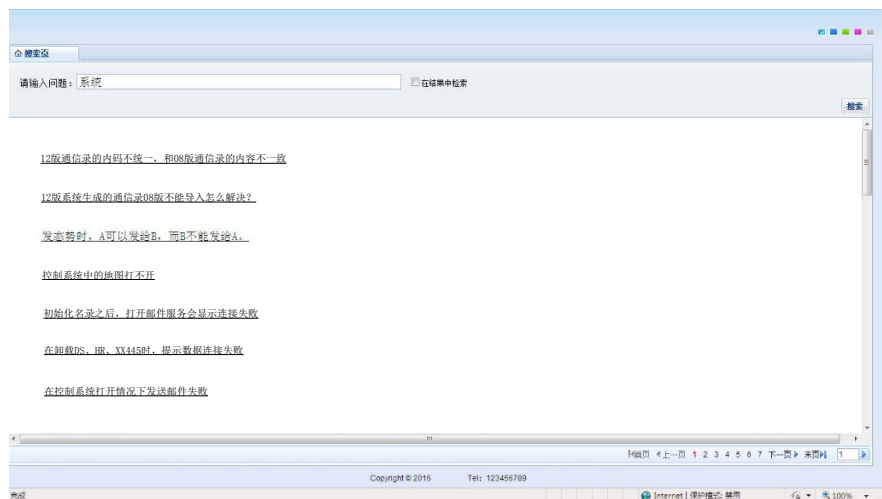 搜索页
请输入问题： 系统 在结果中检索
搜索
12版通信录的内码不统一，和08版通信录的内容不一致
12版系统生成的通信录08版不能导入怎么解决？
发态势时，A可以发给B，而B不能发给A。
控制系统中的地图打不开
初始化名录之后，打开邮件服务会显示连接失败
在卸载DS、HR、XX445时，提示数据连接失败
在控制系统打开情况下发送邮件失败
首页 上一页 1 2 3 4 5 6 7 下一页 末页 1
Copyright © 2016 Tel: 123456789
完成 Internet | 保护模式: 禁用 100%